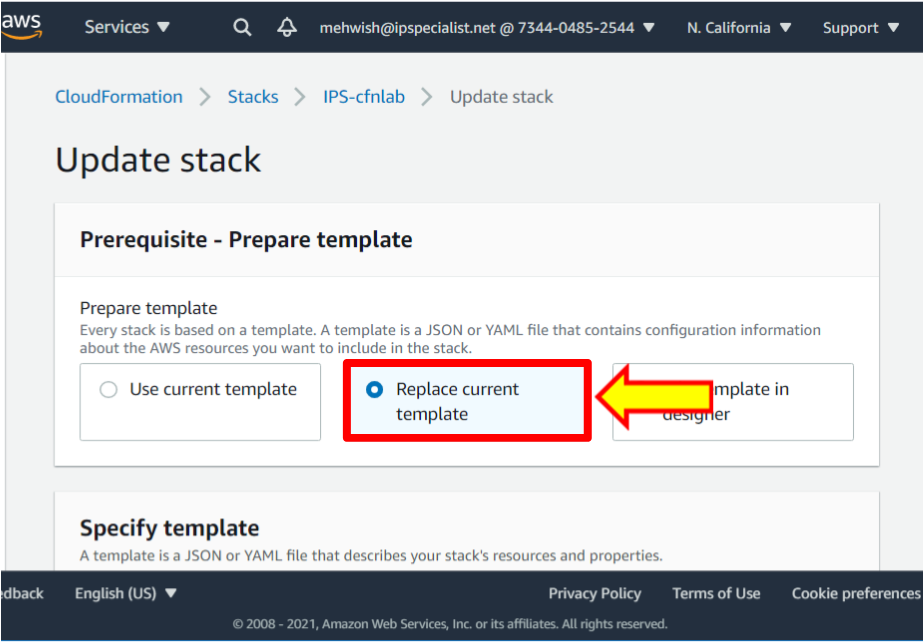 aws
Services ▼
mehwish@ipspecialist.net @ 7344-0485-2544 ▼
N. California ▼
Support ▼
CloudFormation > Stacks > IPS-cfnlab > Update stack
Update stack
Prerequisite - Prepare template
Prepare template
Every stack is based on a template. A template is a JSON or YAML file that contains configuration information
about the AWS resources you want to include in the stack.
Use current template
Replace current
template
mplate in
designer
Specify template
A template is a JSON or YAML file that describes your stack's resources and properties.
edback
English (US) ▼
Privacy Policy
Terms of Use
Cookie preferences
© 2008 - 2021, Amazon Web Services, Inc. or its affiliates. All rights reserved.